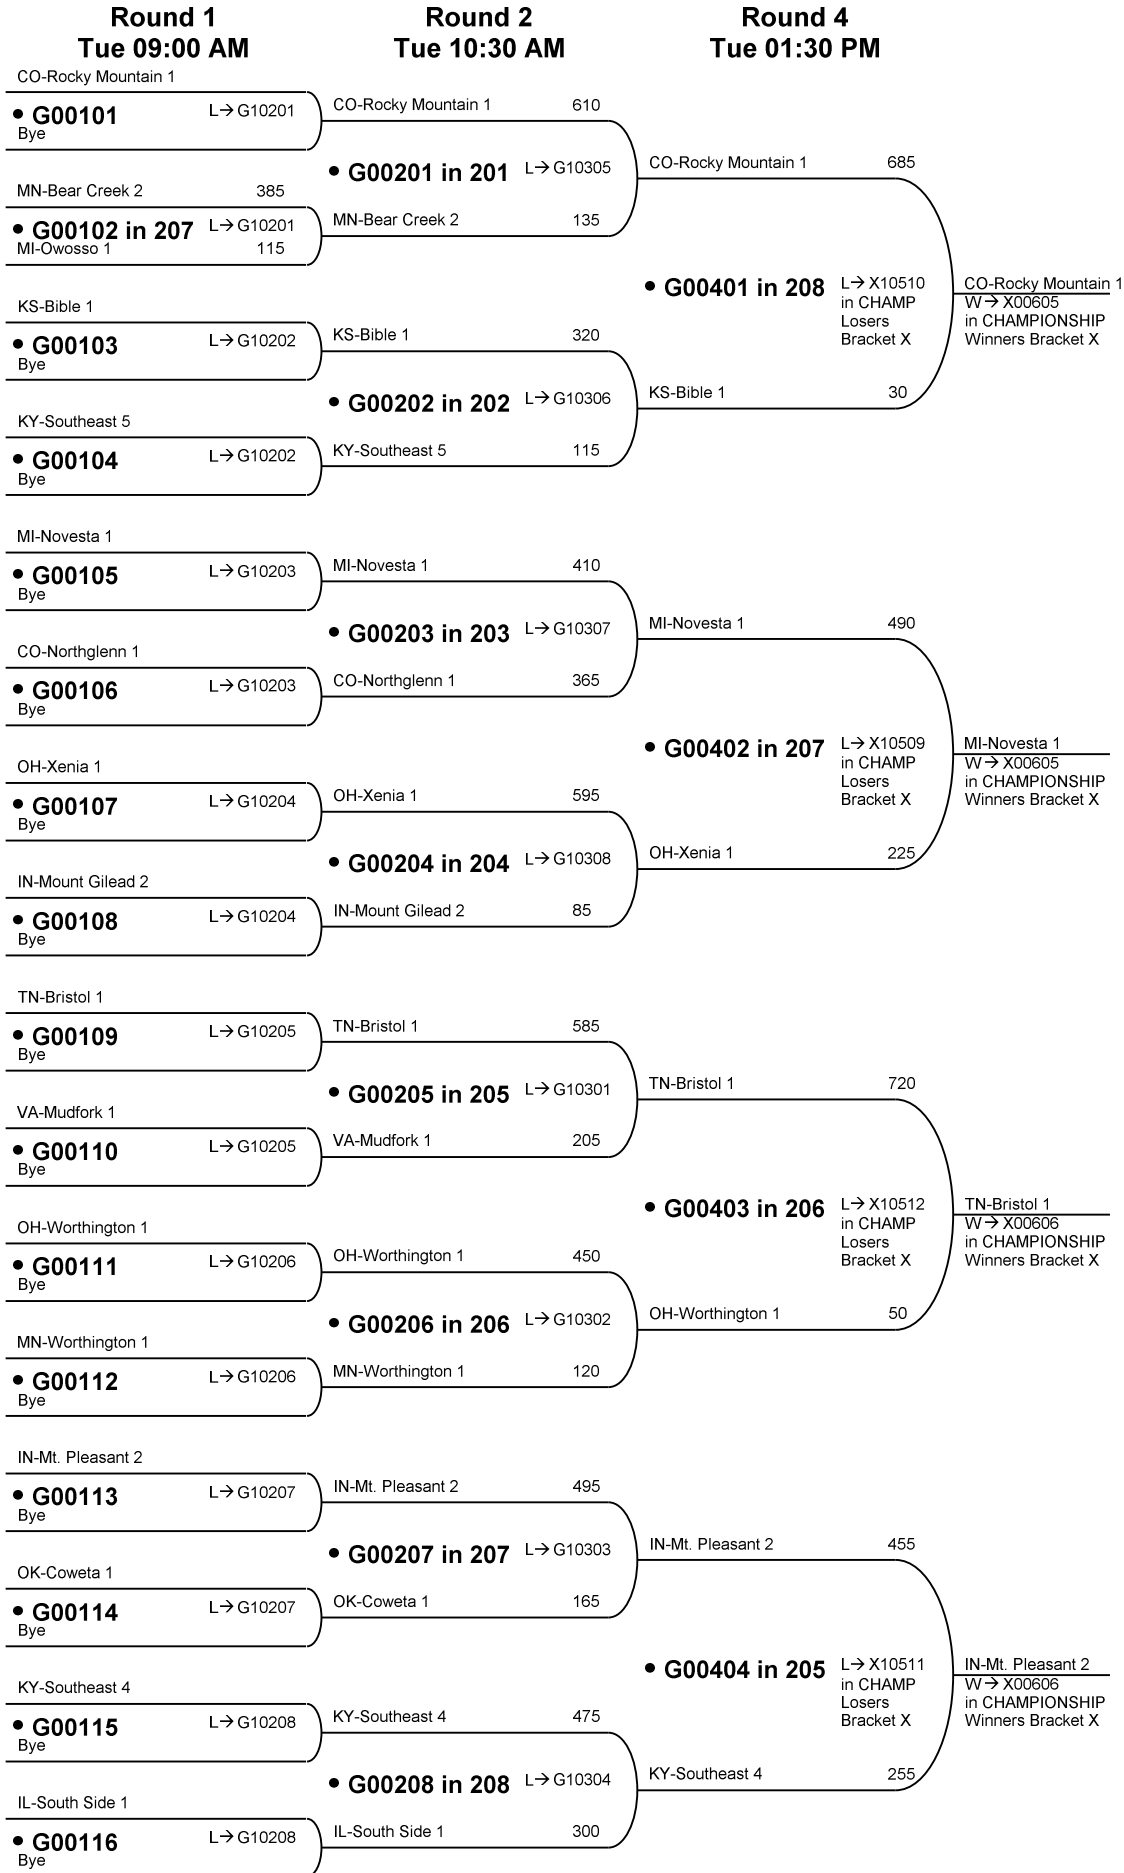 Round 1
Tue 09:00 AM
Round 2
Tue 10:30 AM
Round 4
Tue 01:30 PM
CO-Rocky Mountain 1
• G00101 L→G10201
Bye
MN-Bear Creek 2 385
• G00102 in 207 L→G10201
MI-Owosso 1 115
KS-Bible 1
• G00103 L→G10202
Bye
KY-Southeast 5
• G00104 L→G10202
Bye
MI-Novesta 1
• G00105 L→G10203
Bye
CO-Northglenn 1
• G00106 L→G10203
Bye
OH-Xenia 1
• G00107 L→G10204
Bye
IN-Mount Gilead 2
• G00108 L→G10204
Bye
TN-Bristol 1
• G00109 L→G10205
Bye
VA-Mudfork 1
• G00110 L→G10205
Bye
OH-Worthington 1
• G00111 L→G10206
Bye
MN-Worthington 1
• G00112 L→G10206
Bye
IN-Mt. Pleasant 2
• G00113 L→G10207
Bye
OK-Coweta 1
• G00114 L→G10207
Bye
KY-Southeast 4
• G00115 L→G10208
Bye
IL-South Side 1
• G00116 L→G10208
Bye
CO-Rocky Mountain 1 610
• G00201 in 201 L→G10305
MN-Bear Creek 2 135
KS-Bible 1 320
• G00202 in 202 L→G10306
KY-Southeast 5 115
MI-Novesta 1 410
• G00203 in 203 L→G10307
CO-Northglenn 1 365
OH-Xenia 1 595
• G00204 in 204 L→G10308
IN-Mount Gilead 2 85
TN-Bristol 1 585
• G00205 in 205 L→G10301
VA-Mudfork 1 205
OH-Worthington 1 450
• G00206 in 206 L→G10302
MN-Worthington 1 120
IN-Mt. Pleasant 2 495
• G00207 in 207 L→G10303
OK-Coweta 1 165
KY-Southeast 4 475
• G00208 in 208 L→G10304
IL-South Side 1 300
CO-Rocky Mountain 1 685
• G00401 in 208 L→X10510
in CHAMP
Losers
Bracket X
KS-Bible 1 30
MI-Novesta 1 490
• G00402 in 207 L→X10509
in CHAMP
Losers
Bracket X
OH-Xenia 1 225
TN-Bristol 1 720
• G00403 in 206 L→X10512
in CHAMP
Losers
Bracket X
OH-Worthington 1 50
IN-Mt. Pleasant 2 455
• G00404 in 205 L→X10511
in CHAMP
Losers
Bracket X
KY-Southeast 4 255
CO-Rocky Mountain 1
W→X00605
in CHAMPIONSHIP
Winners Bracket X
MI-Novesta 1
W→X00605
in CHAMPIONSHIP
Winners Bracket X
TN-Bristol 1
W→X00606
in CHAMPIONSHIP
Winners Bracket X
IN-Mt. Pleasant 2
W→X00606
in CHAMPIONSHIP
Winners Bracket X